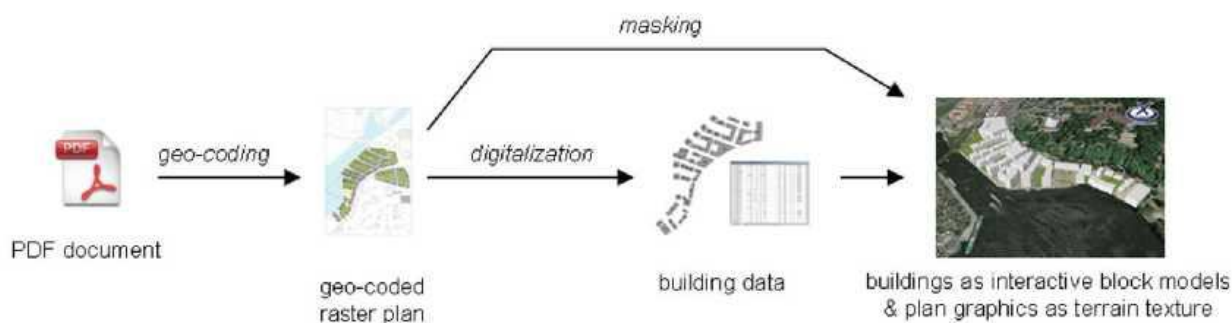 masking
PDF
geo-coding
digitalization
PDF document
geo-coded
raster plan
building data
buildings as interactive block models
& plan graphics as terrain texture